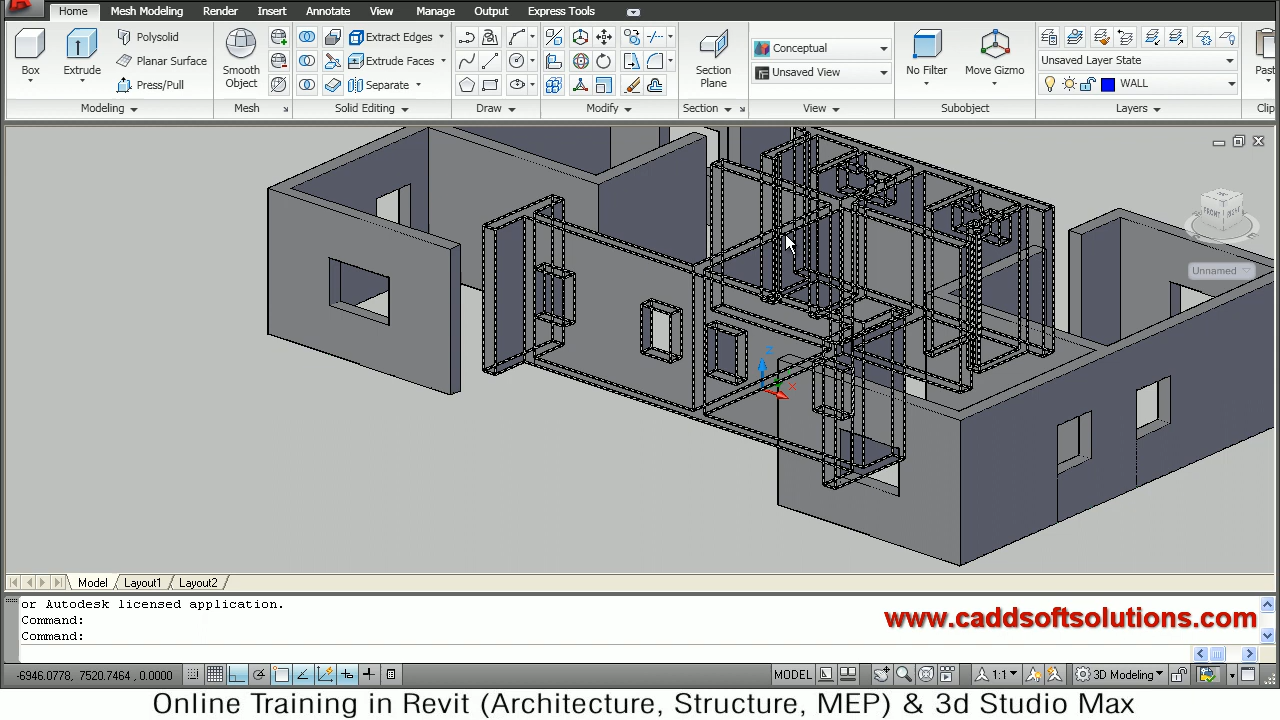 Home Mesh Modeling Render Insert Annotate View Manage Output Express Tools
Box
Extrude
Polysolid
Planar Surface
Press/Pull
Modeling
Smooth Object
Mesh
Extract Edges
Extrude Faces
Separate
Solid Editing
Draw
Modify
Section Plane
Section
Conceptual
Unsaved View
View
No Filter
Move Gizmo
Subobject
Unsaved Layer State
WALL
Layers
Past
Clip
FRONT
Unnamed
Z
X
Model Layout1 Layout2
or Autodesk licensed application.
Command:
Command:
www.caddsoftsolutions.com
-6946.0778, 7520.7464 , 0.0000
MODEL
1:1
3D Modeling
Online Training in Revit (Architecture, Structure, MEP) & 3d Studio Max